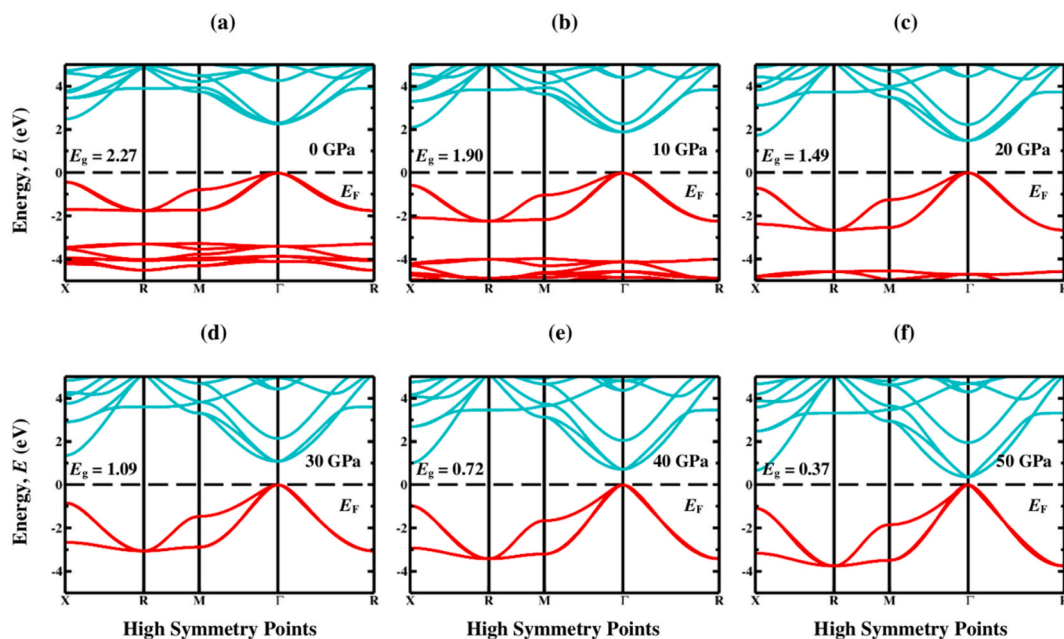 (a) (b) (c)
Energy, E (eV)
4
2
0
-2
-4
E_g = 2.27
0 GPa
E_F
X R M Γ R
E_g = 1.90
10 GPa
E_F
4
2
0
-2
-4
X R M Γ R
E_g = 1.49
20 GPa
E_F
4
2
0
-2
-4
X R M Γ R
(d) (e) (f)
Energy, E (eV)
4
2
0
-2
-4
E_g = 1.09
30 GPa
E_F
X R M Γ R
4
2
0
-2
-4
E_g = 0.72
40 GPa
E_F
X R M Γ R
4
2
0
-2
-4
E_g = 0.37
50 GPa
E_F
X R M Γ R
High Symmetry Points High Symmetry Points High Symmetry Points